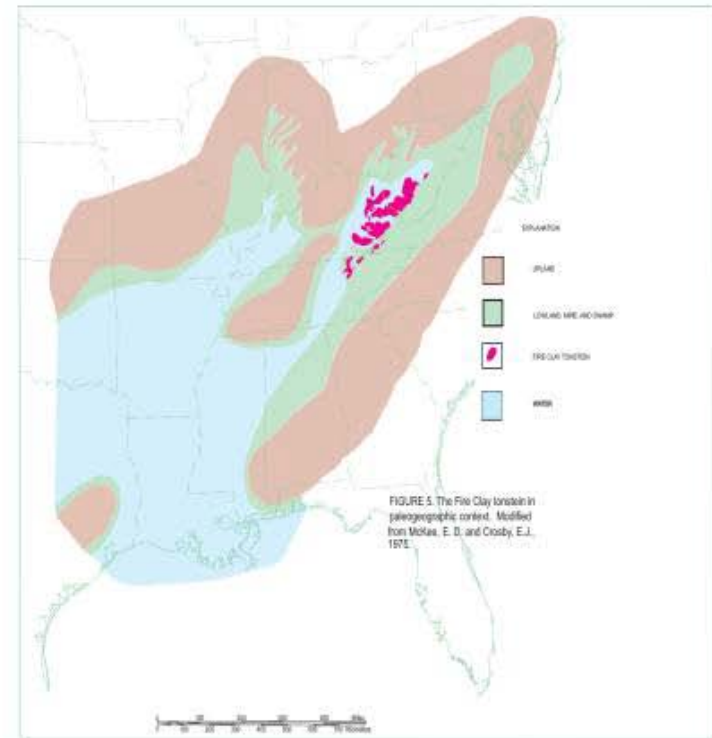 EXPLANATION
UPLAND
LOWLAND, MIRE, AND SWAMP
FIRE CLAY TONSTEIN
WATER
FIGURE 5. The Fire Clay tonstein in
paleogeographic context. Modified
from McKee, E. D. and Crosby, E.J.,
1975.